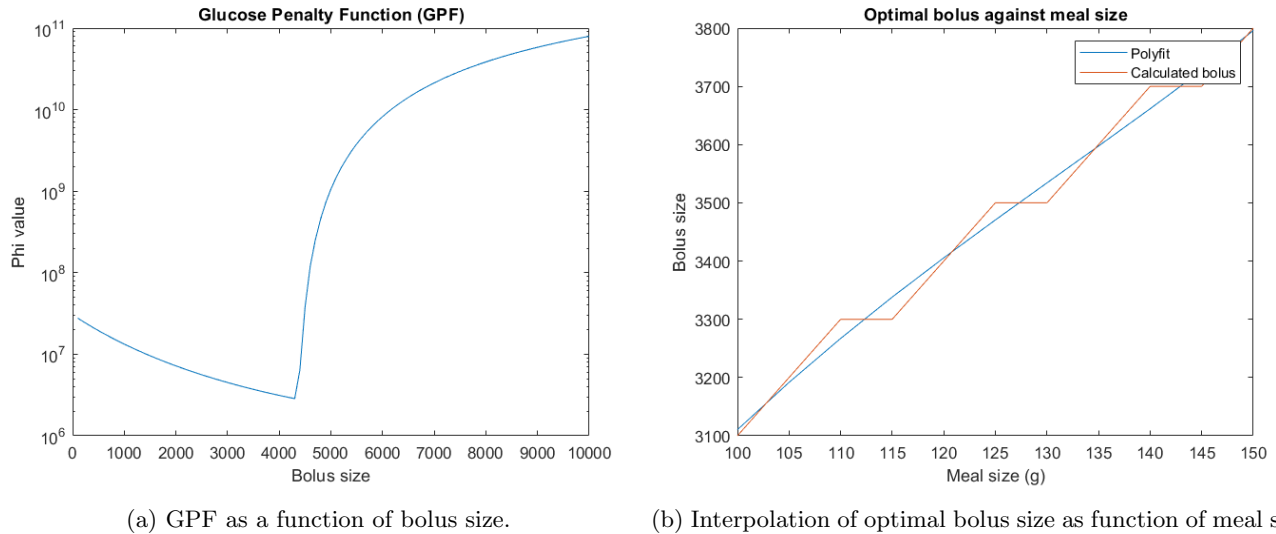 Glucose Penalty Function (GPF)
10^11
10^10
10^9
10^8
10^7
10^6
Phi value
0 1000 2000 3000 4000 5000 6000 7000 8000 9000 10000
Bolus size
(a) GPF as a function of bolus size.
Optimal bolus against meal size
3800
3700
3600
3500
3400
3300
3200
3100
Bolus size
Polyfit
Calculated bolus
100 105 110 115 120 125 130 135 140 145 150
Meal size (g)
(b) Interpolation of optimal bolus size as function of meal s